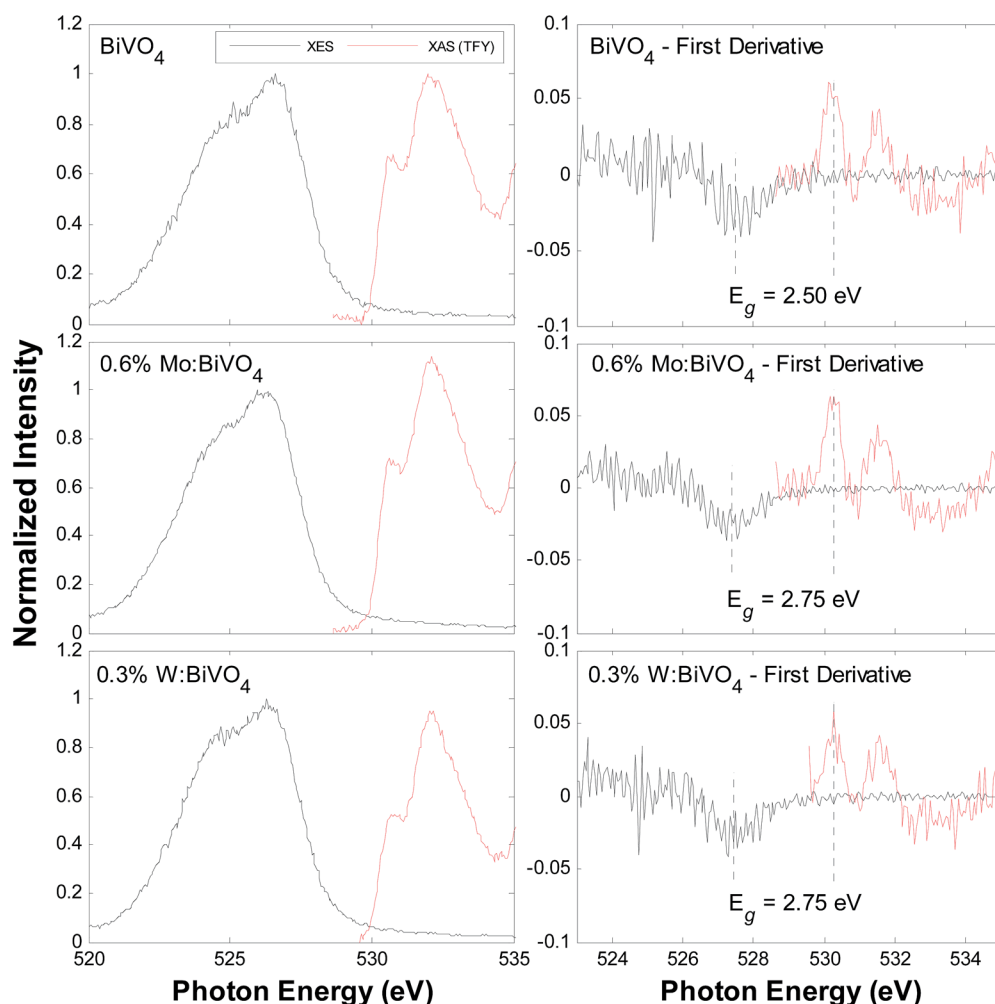 Normalized Intensity
1.2
1
0.8
0.6
0.4
0.2
0
BiVO4
XES
XAS (TFY)
0.1
0.05
0
-0.05
-0.1
BiVO4 - First Derivative
Eg = 2.50 eV
1.2
1
0.8
0.6
0.4
0.2
0
0.6% Mo:BiVO4
0.1
0.05
0
-0.05
-0.1
0.6% Mo:BiVO4 - First Derivative
Eg = 2.75 eV
1.2
1
0.8
0.6
0.4
0.2
0
0.3% W:BiVO4
520 525 530 535
Photon Energy (eV)
0.1
0.05
0
-0.05
-0.1
0.3% W:BiVO4 - First Derivative
Eg = 2.75 eV
524 526 528 530 532 534
Photon Energy (eV)